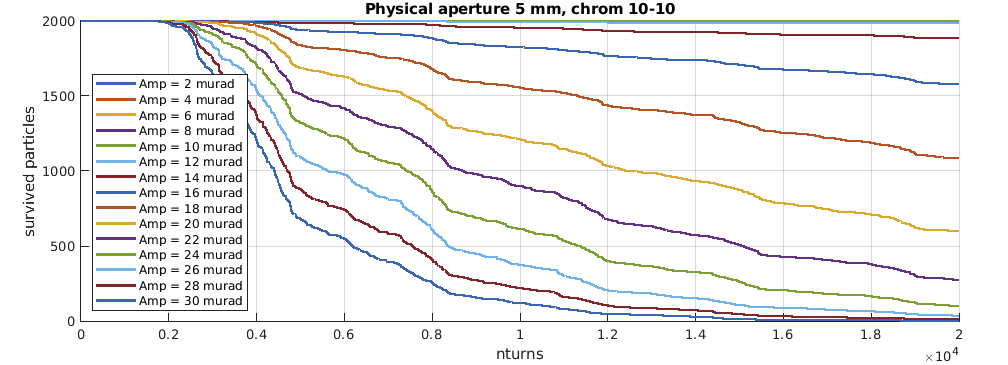 Physical aperture 5 mm, chrom 10-10
survived particles
2000
1500
1000
500
0
Amp = 2 murad
Amp = 4 murad
Amp = 6 murad
Amp = 8 murad
Amp = 10 murad
Amp = 12 murad
Amp = 14 murad
Amp = 16 murad
Amp = 18 murad
Amp = 20 murad
Amp = 22 murad
Amp = 24 murad
Amp = 26 murad
Amp = 28 murad
Amp = 30 murad
0 0.2 0.4 0.6 0.8 1 1.2 1.4 1.6 1.8 2
nturns
×10⁴